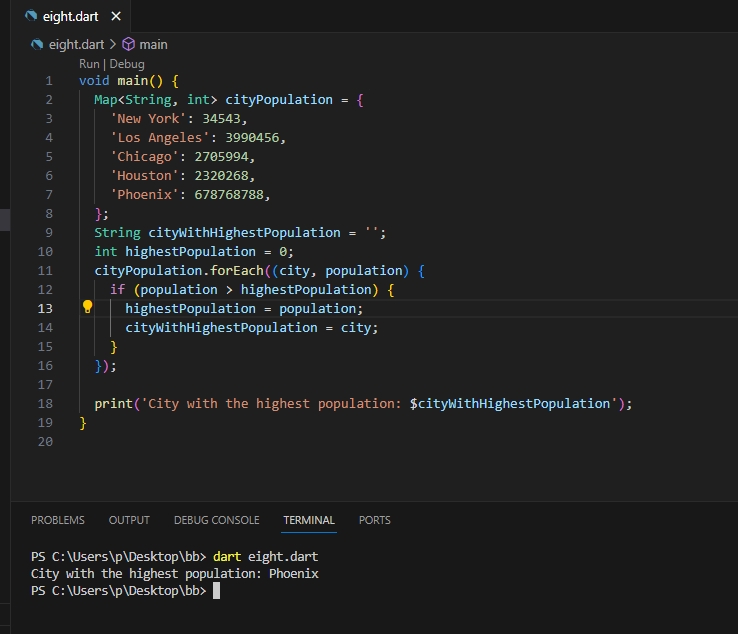 eight.dart
eight.dart > main
Run | Debug
1 void main() {
2   Map<String, int> cityPopulation = {
3     'New York': 34543,
4     'Los Angeles': 3990456,
5     'Chicago': 2705994,
6     'Houston': 2320268,
7     'Phoenix': 678768788,
8   };
9   String cityWithHighestPopulation = '';
10   int highestPopulation = 0;
11   cityPopulation.forEach((city, population) {
12     if (population > highestPopulation) {
13       highestPopulation = population;
14       cityWithHighestPopulation = city;
15     }
16   });
17
18   print('City with the highest population: $cityWithHighestPopulation');
19 }
20
PROBLEMS OUTPUT DEBUG CONSOLE TERMINAL PORTS
PS C:\Users\p\Desktop\bb> dart eight.dart
City with the highest population: Phoenix
PS C:\Users\p\Desktop\bb>